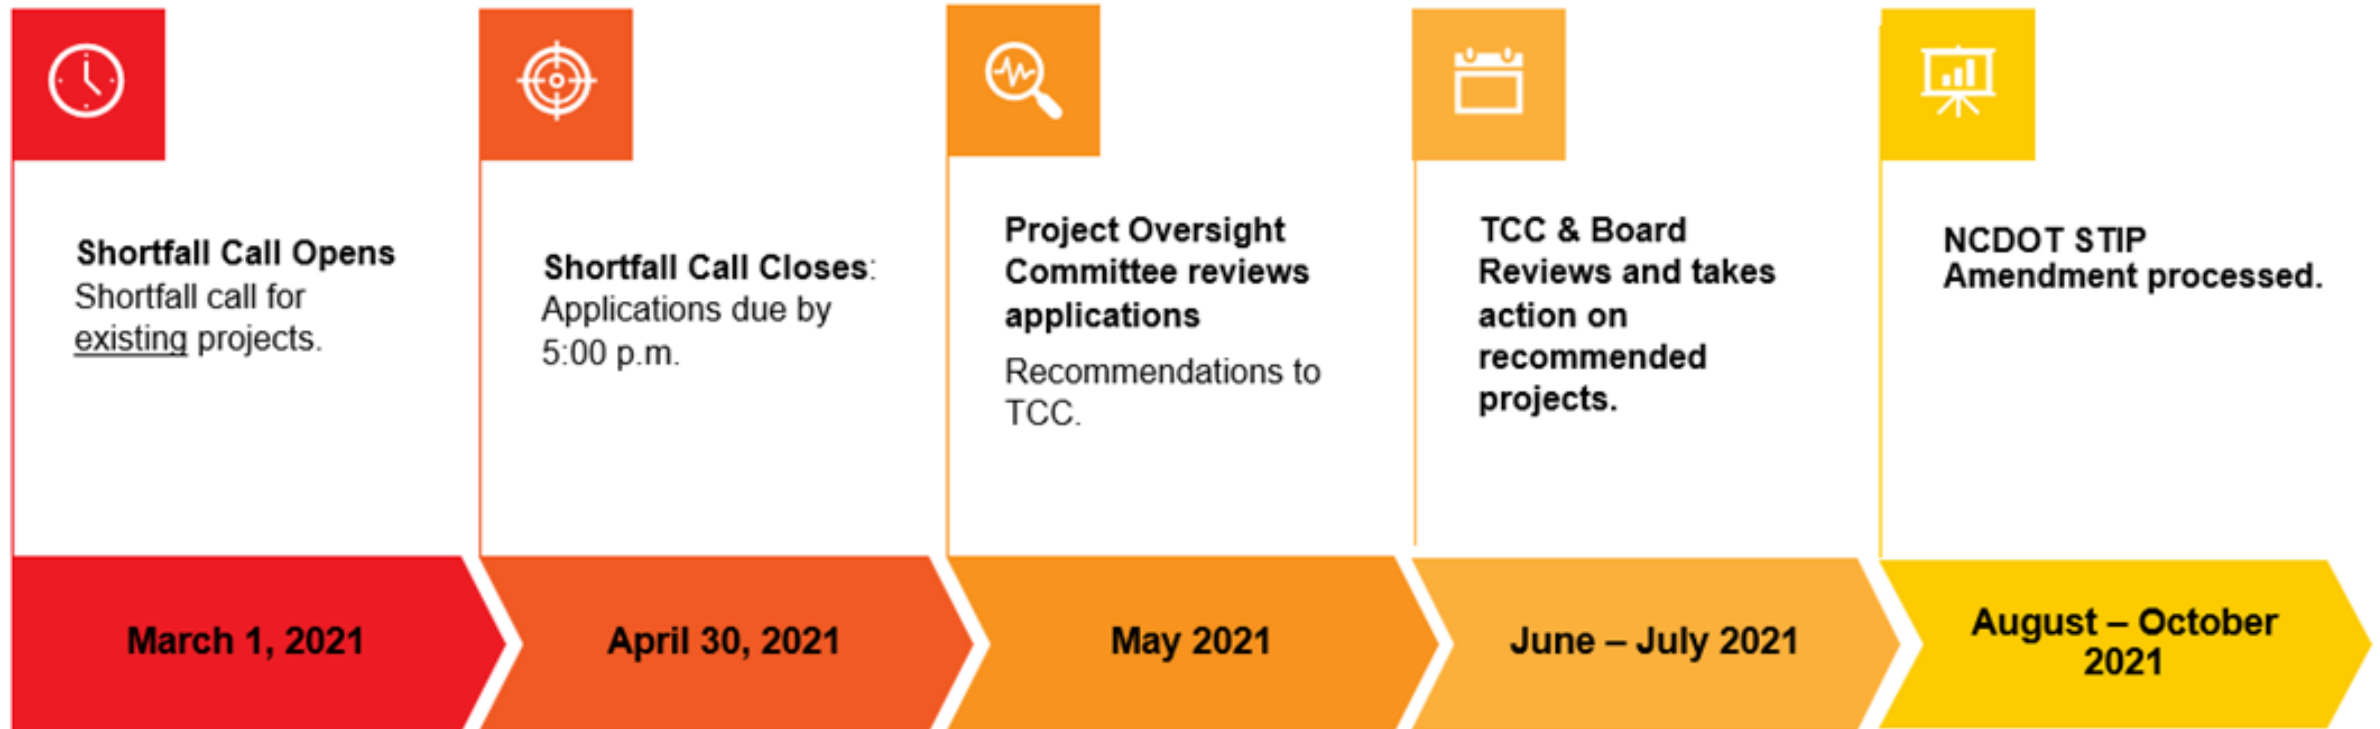 Shortfall Call Opens
Shortfall call for
existing projects.
Shortfall Call Closes:
Applications due by
5:00 p.m.
Project Oversight
Committee reviews
applications
Recommendations to
TCC.
TCC & Board
Reviews and takes
action on
recommended
projects.
NCDOT STIP
Amendment processed.
March 1, 2021
April 30, 2021
May 2021
June – July 2021
August – October
2021